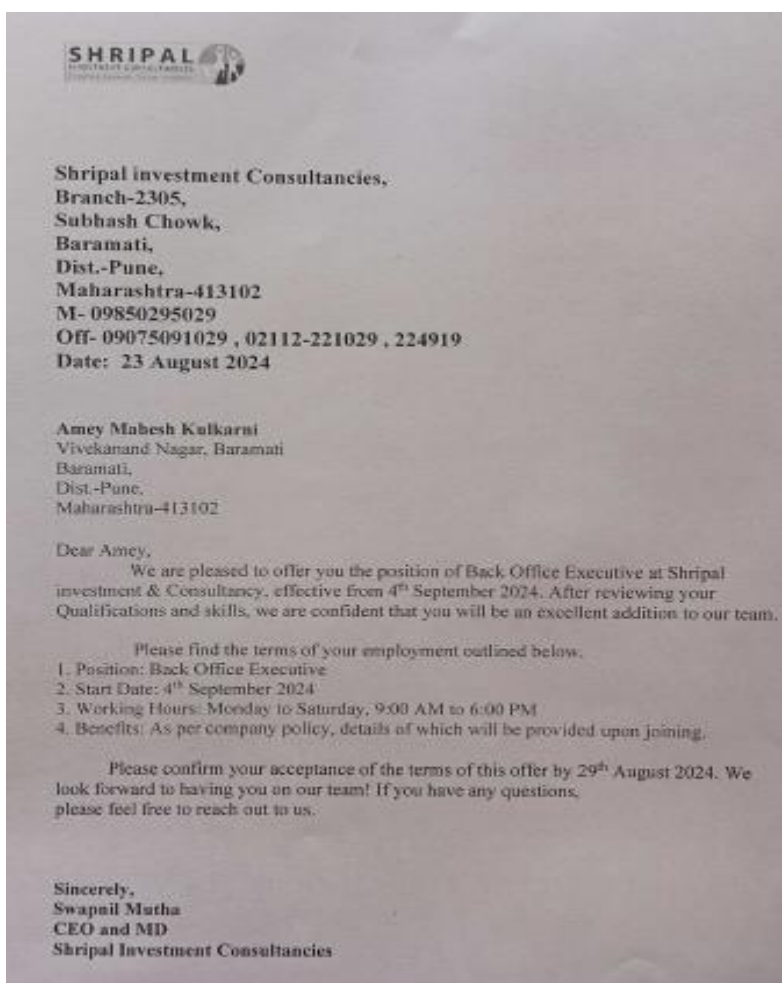 SHRIPAL
Shripal investment Consultancies,
Branch-2305,
Subhash Chowk,
Baramati,
Dist.-Pune,
Maharashtra-413102
M- 09850295029
Off- 09075091029 , 02112-221029 , 224919
Date: 23 August 2024
Amey Mahesh Kulkarni
Vivekanand Nagar, Baramati
Baramati,
Dist.-Pune,
Maharashtra-413102
Dear Amey,
We are pleased to offer you the position of Back Office Executive at Shripal
investment & Consultancy, effective from 4th September 2024. After reviewing your
Qualifications and skills, we are confident that you will be an excellent addition to our team.
Please find the terms of your employment outlined below.
1. Position: Back Office Executive
2. Start Date: 4th September 2024
3. Working Hours: Monday to Saturday, 9:00 AM to 6:00 PM
4. Benefits: As per company policy, details of which will be provided upon joining.
Please confirm your acceptance of the terms of this offer by 29th August 2024. We
look forward to having you on our team! If you have any questions,
please feel free to reach out to us.
Sincerely,
Swapnil Mutha
CEO and MD
Shripal Investment Consultancies